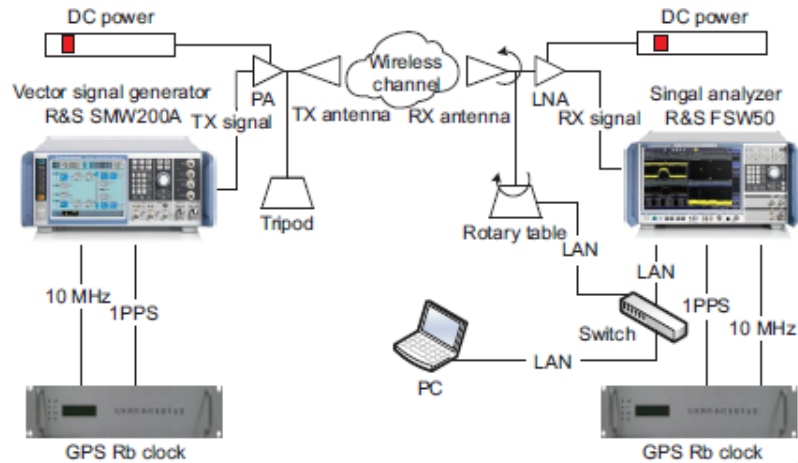 DC power
DC power
Vector signal generator
R&S SMW200A
TX signal
PA
TX antenna
Wireless
channel
RX antenna
LNA
RX signal
Singal analyzer
R&S FSW50
Tripod
Rotary table
LAN
LAN
10 MHz
1PPS
1PPS
10 MHz
Switch
LAN
PC
GPS Rb clock
GPS Rb clock